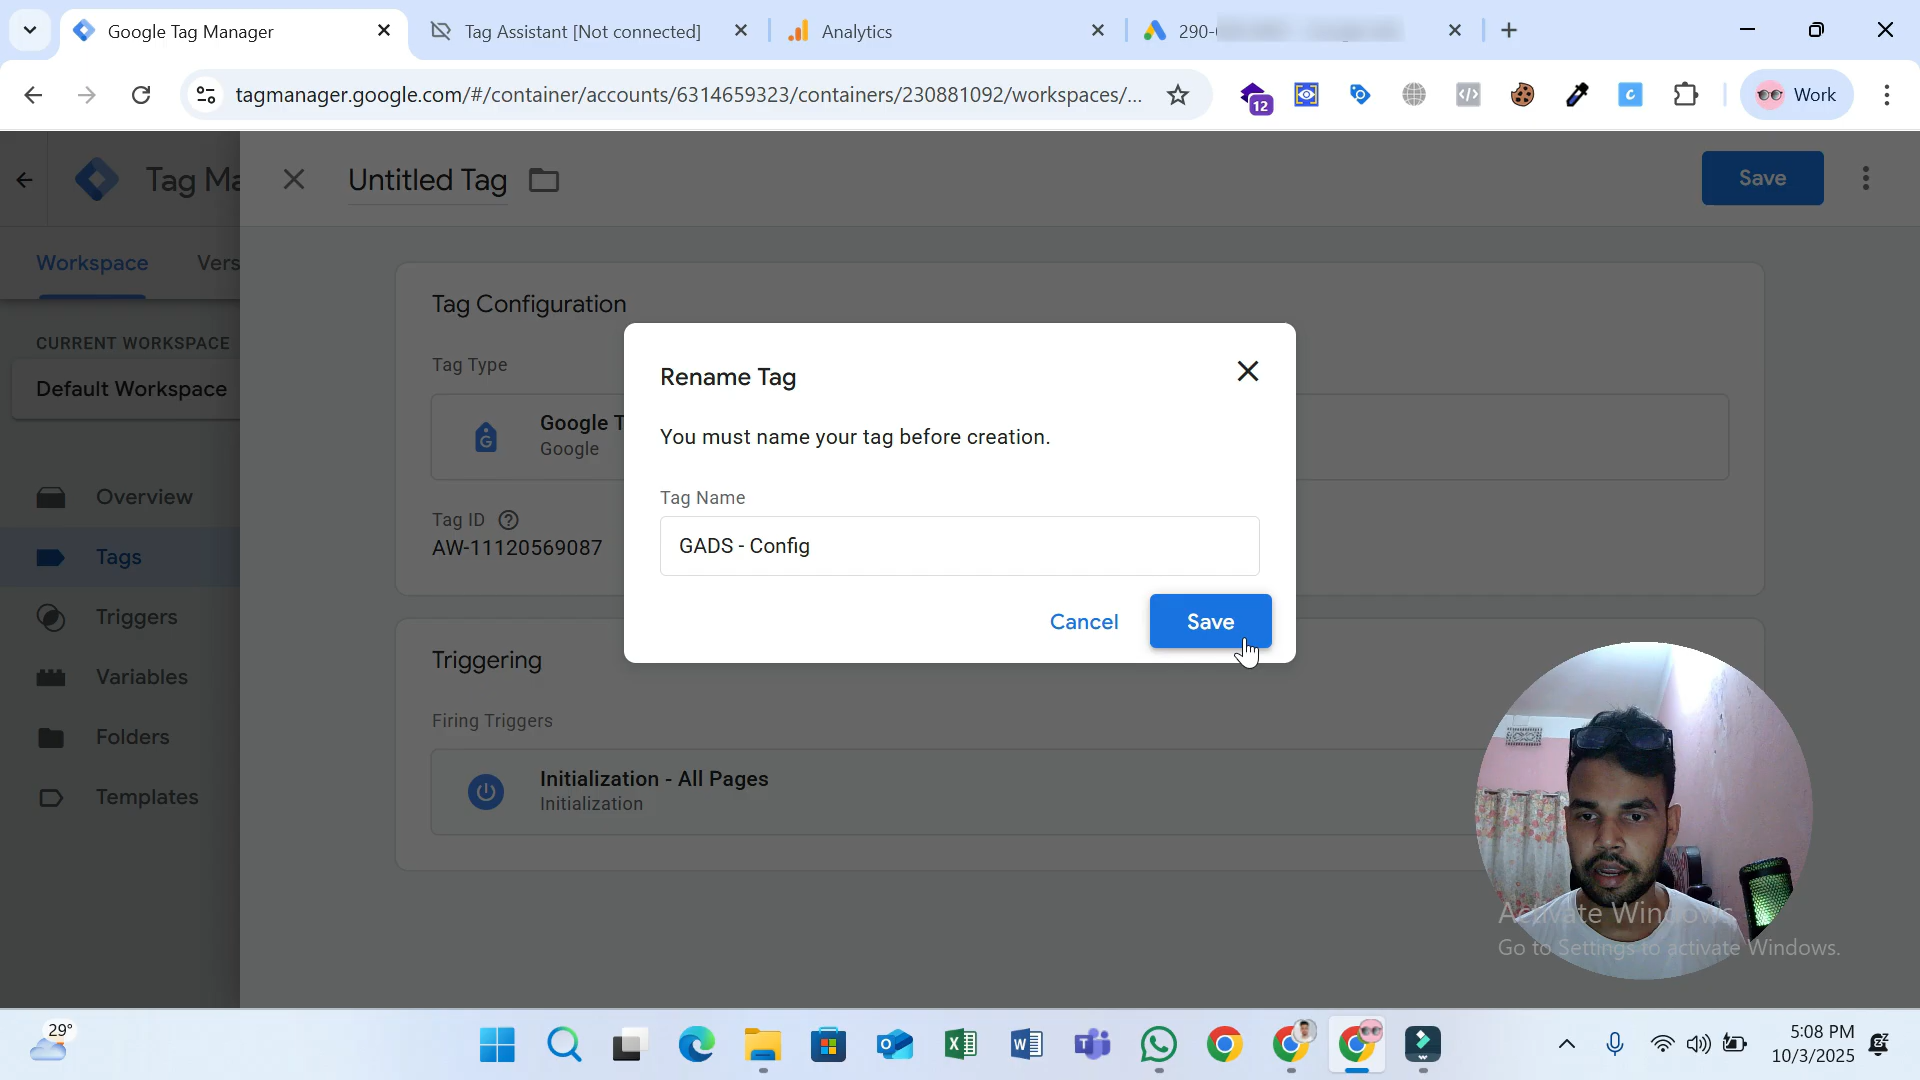 Google Tag Manager
Tag Assistant [Not connected]
Analytics
290-
tagmanager.google.com/#/container/accounts/6314659323/containers/230881092/workspaces/...
12
Work
Tag Ma
Untitled Tag
Save
Workspace
Vers
CURRENT WORKSPACE
Default Workspace
Overview
Tags
Triggers
Variables
Folders
Templates
Tag Configuration
Tag Type
Google T
Google
Tag ID
AW-11120569087
Rename Tag
You must name your tag before creation.
Tag Name
GADS - Config
Cancel
Save
Triggering
Firing Triggers
Initialization - All Pages
Initialization
Activate Windows
Go to Settings to activate Windows.
29°
5:08 PM
10/3/2025